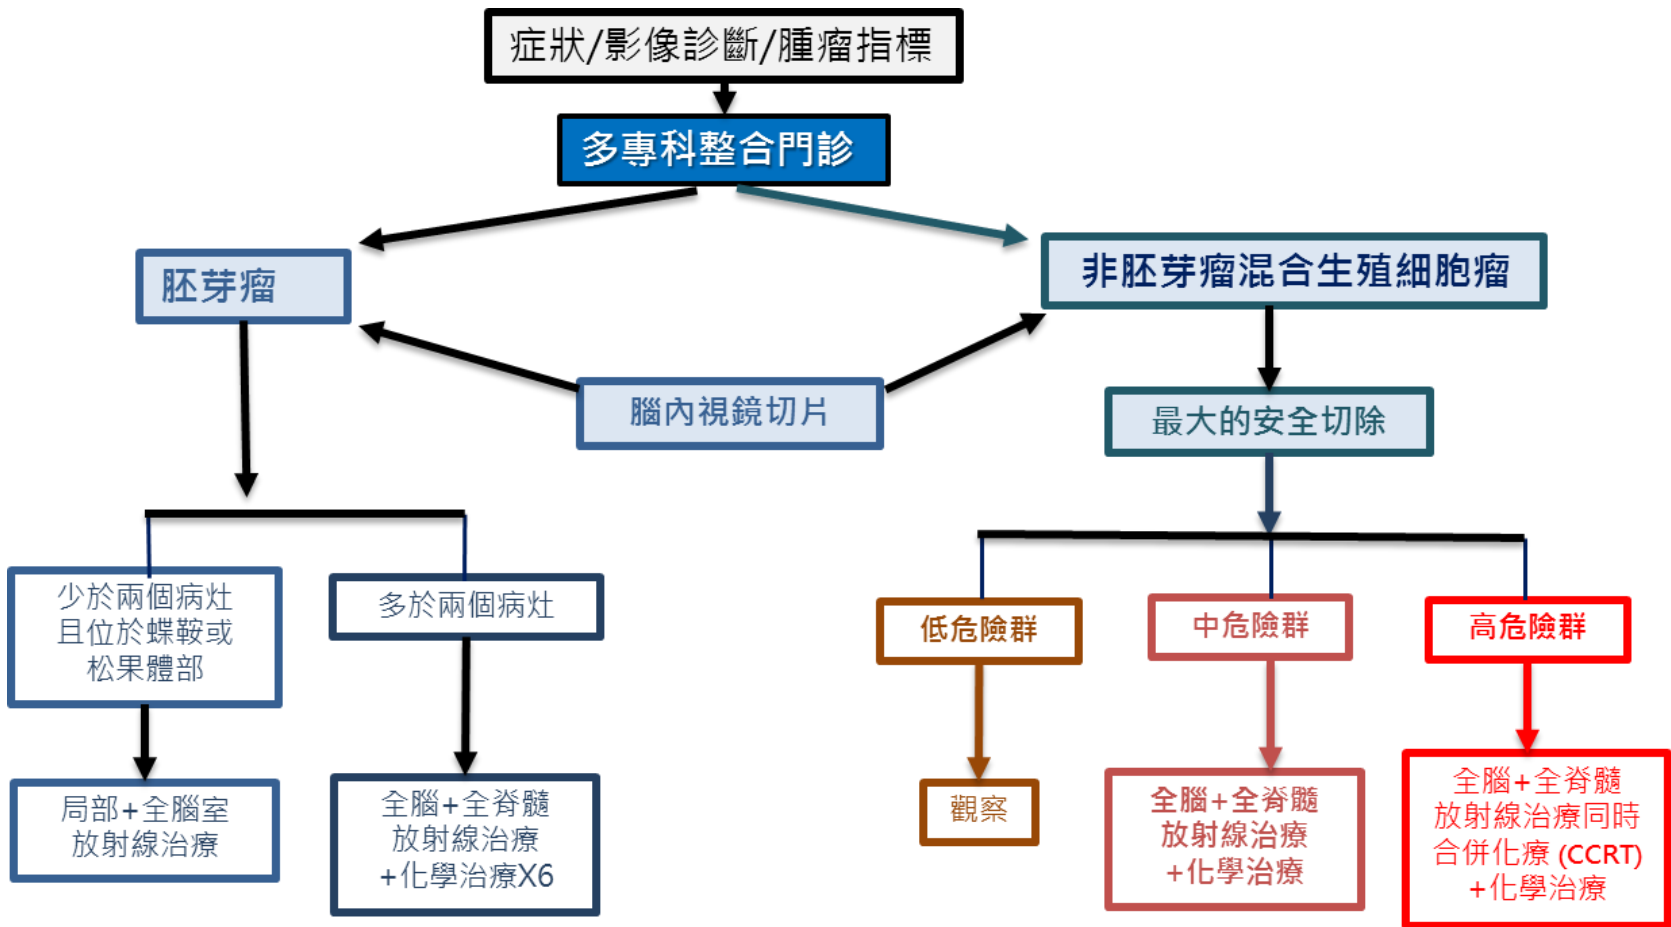 症狀/影像診斷/腫瘤指標
多專科整合門診
胚芽瘤
非胚芽瘤混合生殖細胞瘤
腦內視鏡切片
最大的安全切除
少於兩個病灶
且位於蝶鞍或
松果體部
多於兩個病灶
低危險群
中危險群
高危險群
局部+全腦室
放射線治療
全腦+全脊髓
放射線治療
+化學治療X6
觀察
全腦+全脊髓
放射線治療
+化學治療
全腦+全脊髓
放射線治療同時
合併化療 (CCRT)
+化學治療